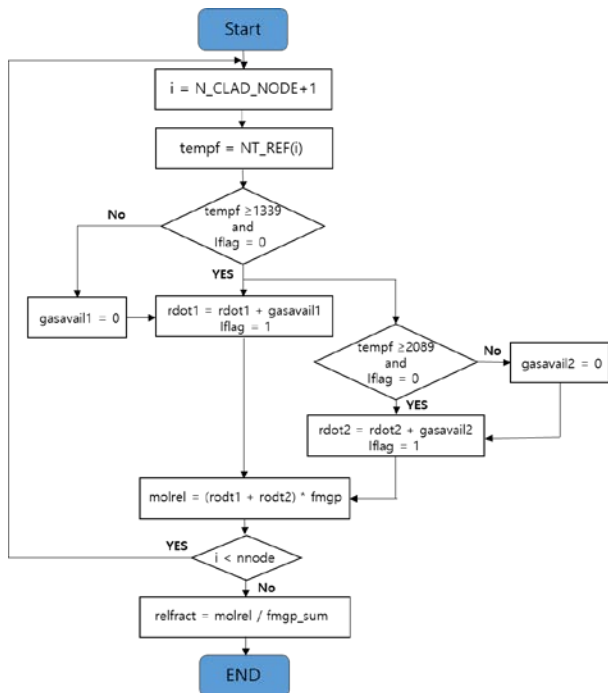 Start
i = N_CLAD_NODE+1
tempf = NT_REF(i)
tempf ≥1339
and
Iflag = 0
No
YES
gasavail1 = 0
rdot1 = rdot1 + gasavail1
Iflag = 1
tempf ≥2089
and
Iflag = 0
No
gasavail2 = 0
YES
rdot2 = rdot2 + gasavail2
Iflag = 1
molrel = (rodt1 + rodt2) * fmgp
YES
i < nnode
No
relfract = molrel / fmgp_sum
END